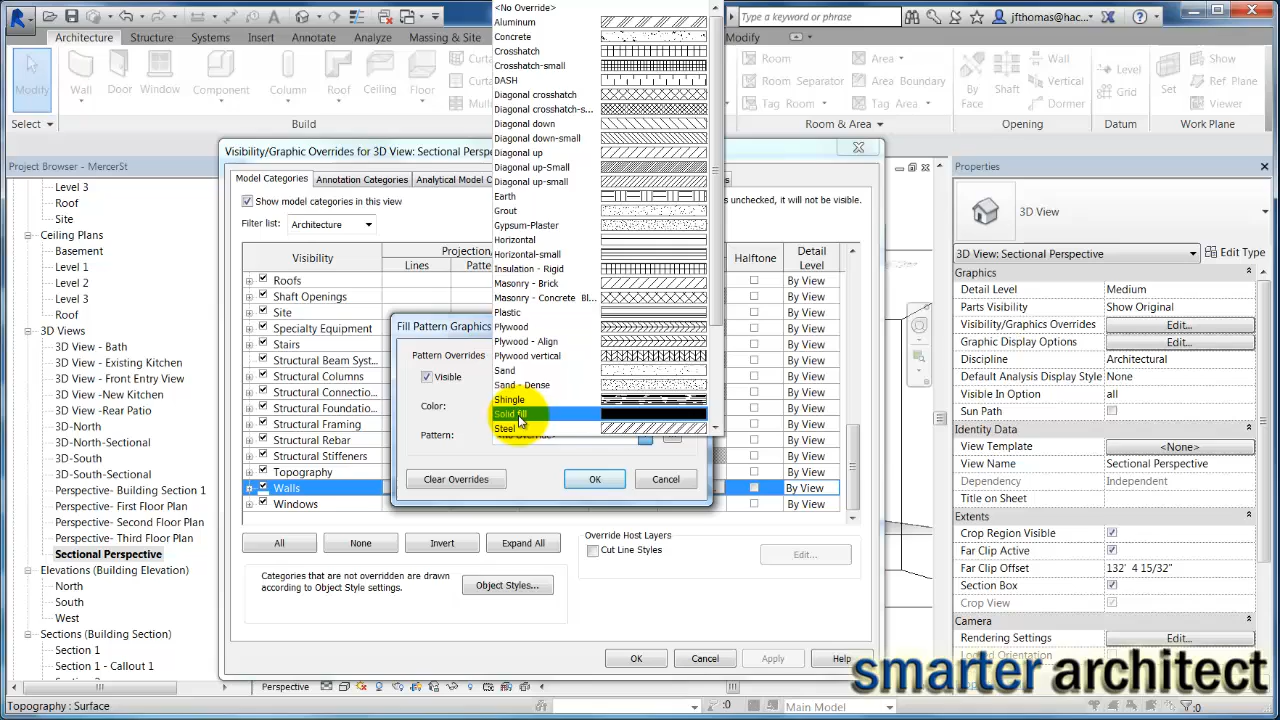 Type a keyword or phrase
jfthomas@hac...
Architecture
Structure
Systems
Insert
Annotate
Analyze
Massing & Site
Modify
Modify
Wall
Door
Window
Component
Column
Roof
Ceiling
Floor
Room
Room Separator
Tag Room
Area
Area Boundary
Tag Area
By
Face
Shaft
Wall
Vertical
Dormer
Level
Grid
Set
Show
Ref Plane
Viewer
Select
Build
Room & Area
Opening
Datum
Work Plane
Project Browser - MercerSt
Level 3
Roof
Site
Ceiling Plans
Basement
Level 1
Level 2
Level 3
Roof
3D Views
3D View - Bath
3D View - Existing Kitchen
3D View - Front Entry View
3D View -Rear Patio
3D-North
3D-North-Sectional
3D-South
3D-South-Sectional
Perspective- Building Section 1
Perspective- First Floor Plan
Perspective- Second Floor Plan
Perspective- Third Floor Plan
Sectional Perspective
Elevations (Building Elevation)
North
South
West
Sections (Building Section)
Section 1
Section 1 - Callout 1
Topography : Surface
Visibility/Graphic Overrides for 3D View: Sectional Persp
Model Categories
Annotation Categories
Analytical Model C
Show model categories in this view
unchecked, it will not be visible.
Filter list:
Architecture
Visibility
Projection
Lines
Patte
Halftone
Detail
Level
Roofs
By View
Shaft Openings
By View
Site
By View
Specialty Equipment
By View
Stairs
By View
Structural Beam Syst
By View
Structural Columns
By View
Structural Connectio
By View
Structural Foundatio
By View
Structural Framing
By View
Structural Rebar
By View
Structural Stiffeners
By View
Topography
By View
Walls
By View
Windows
By View
All
None
Invert
Expand All
Override Host Layers
Cut Line Styles
Edit...
Categories that are not overridden are drawn
according to Object Style settings.
Object Styles...
OK
Cancel
Apply
Help
Fill Pattern Graphics
Pattern Overrides
Visible
Color:
Pattern:
<No Override>
Clear Overrides
OK
Cancel
<No Override>
Aluminum
Concrete
Crosshatch
Crosshatch-small
DASH
Diagonal crosshatch
Diagonal crosshatch-s...
Diagonal down
Diagonal down-small
Diagonal up
Diagonal up-Small
Diagonal up-small
Earth
Grout
Gypsum-Plaster
Horizontal
Horizontal-small
Insulation - Rigid
Masonry - Brick
Masonry - Concrete Bl...
Plastic
Plywood
Plywood - Align
Plywood vertical
Sand
Sand - Dense
Shingle
Solid fill
Steel
Properties
3D View
3D View: Sectional Perspective
Edit Type
Graphics
Detail Level
Medium
Parts Visibility
Show Original
Visibility/Graphics Overrides
Edit...
Graphic Display Options
Edit...
Discipline
Architectural
Default Analysis Display Style
None
Visible In Option
all
Sun Path
Identity Data
View Template
<None>
View Name
Sectional Perspective
Dependency
Independent
Title on Sheet
Extents
Crop Region Visible
Far Clip Active
Far Clip Offset
132' 4 15/32"
Section Box
Crop View
Camera
Rendering Settings
Edit...
Perspective
:0
Main Model
:0
smarter architect